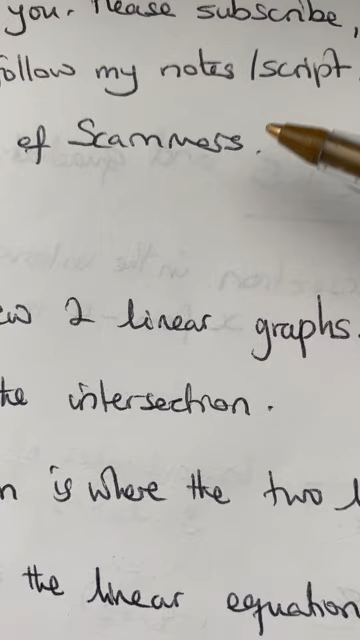 you. Please subscribe,
follow my notes/script
of Scammers.
2 linear graphs.
the intersection.
is where the two
the linear equation